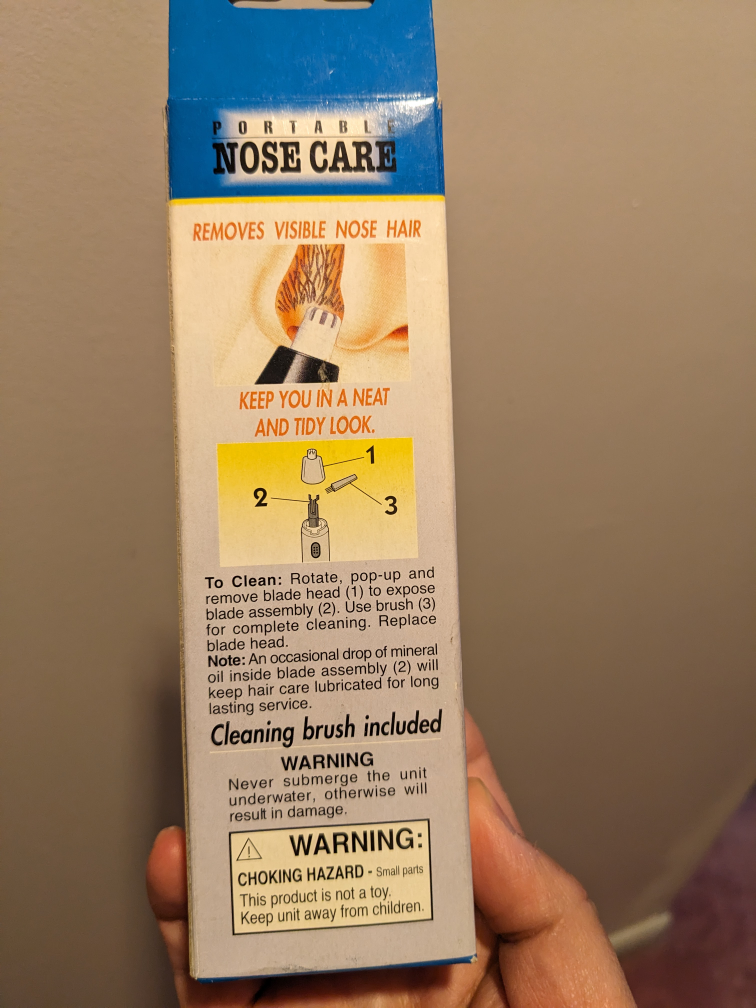 PORTABLE
NOSE CARE
REMOVES VISIBLE NOSE HAIR
KEEP YOU IN A NEAT
AND TIDY LOOK.
1
2
3
To Clean: Rotate, pop-up and
remove blade head (1) to expose
blade assembly (2). Use brush (3)
for complete cleaning. Replace
blade head.
Note: An occasional drop of mineral
oil inside blade assembly (2) will
keep hair care lubricated for long
lasting service.
Cleaning brush included
WARNING
Never submerge the unit
underwater, otherwise will
result in damage.
WARNING:
CHOKING HAZARD - Small parts
This product is not a toy.
Keep unit away from children.